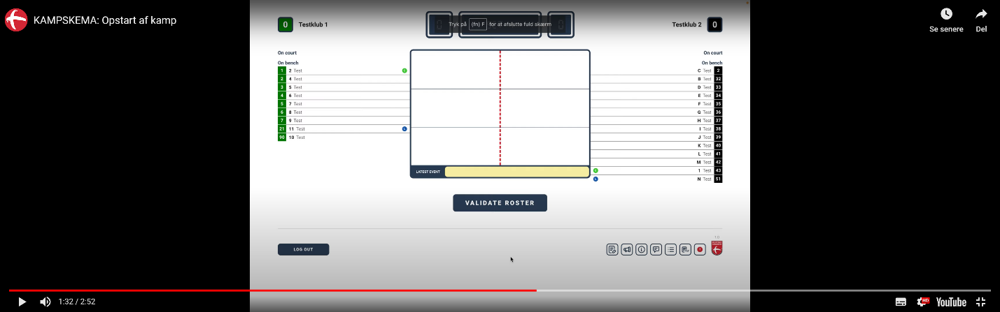 KAMPSKEMA: Opstart af kamp
Se senere
Del
0 Testklub 1
Tryk på (fn) F for at afslutte fuld skærm
Testklub 2 0
On court
On bench
1 2 Test C
2 4 Test
3 5 Test
4 6 Test
5 7 Test
6 8 Test
7 9 Test
21 11 Test L
90 10 Test
On court
On bench
C Test 2
B Test 32
D Test 33
E Test 34
F Test 35
G Test 36
H Test 37
I Test 38
J Test 39
K Test 40
L Test 41
M Test 42
C 1 Test 43
L N Test 51
LATEST EVENT
VALIDATE ROSTER
LOG OUT
1:32 / 2:52
HD
YouTube